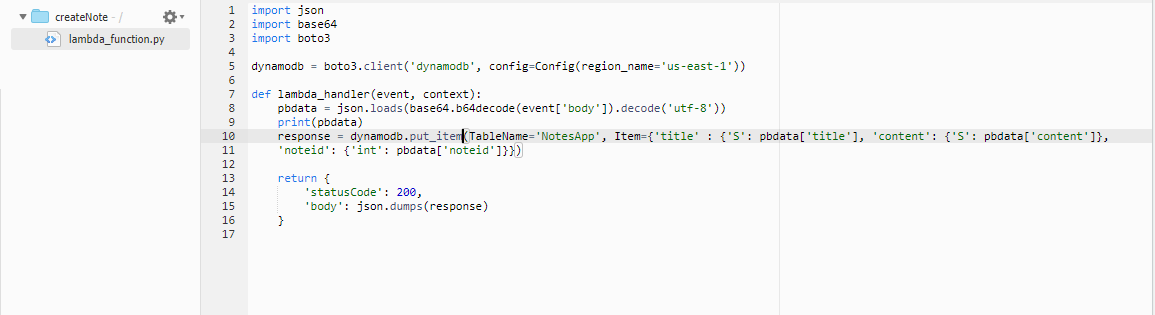 createNote - /
lambda_function.py
1 import json
2 import base64
3 import boto3
4
5 dynamodb = boto3.client('dynamodb', config=Config(region_name='us-east-1'))
6
7 def lambda_handler(event, context):
8     pbdata = json.loads(base64.b64decode(event['body']).decode('utf-8'))
9     print(pbdata)
10     response = dynamodb.put_item(TableName='NotesApp', Item={'title' : {'S': pbdata['title'], 'content': {'S': pbdata['content']},
11     'noteid': {'int': pbdata['noteid']}})
12
13     return {
14         'statusCode': 200,
15         'body': json.dumps(response)
16     }
17